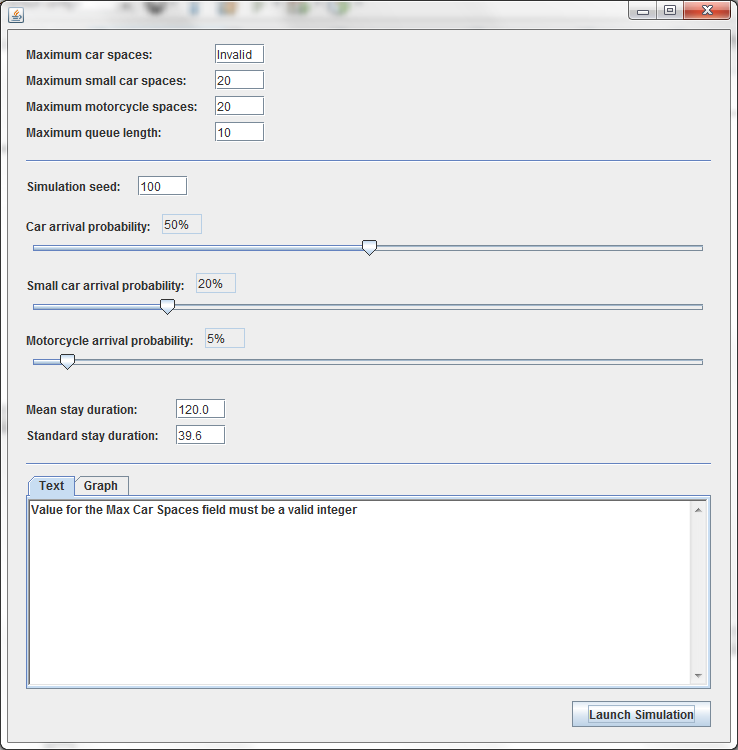 Maximum car spaces: Invalid
Maximum small car spaces: 20
Maximum motorcycle spaces: 20
Maximum queue length: 10
Simulation seed: 100
Car arrival probability: 50%
Small car arrival probability: 20%
Motorcycle arrival probability: 5%
Mean stay duration: 120.0
Standard stay duration: 39.6
Text Graph
Value for the Max Car Spaces field must be a valid integer
Launch Simulation